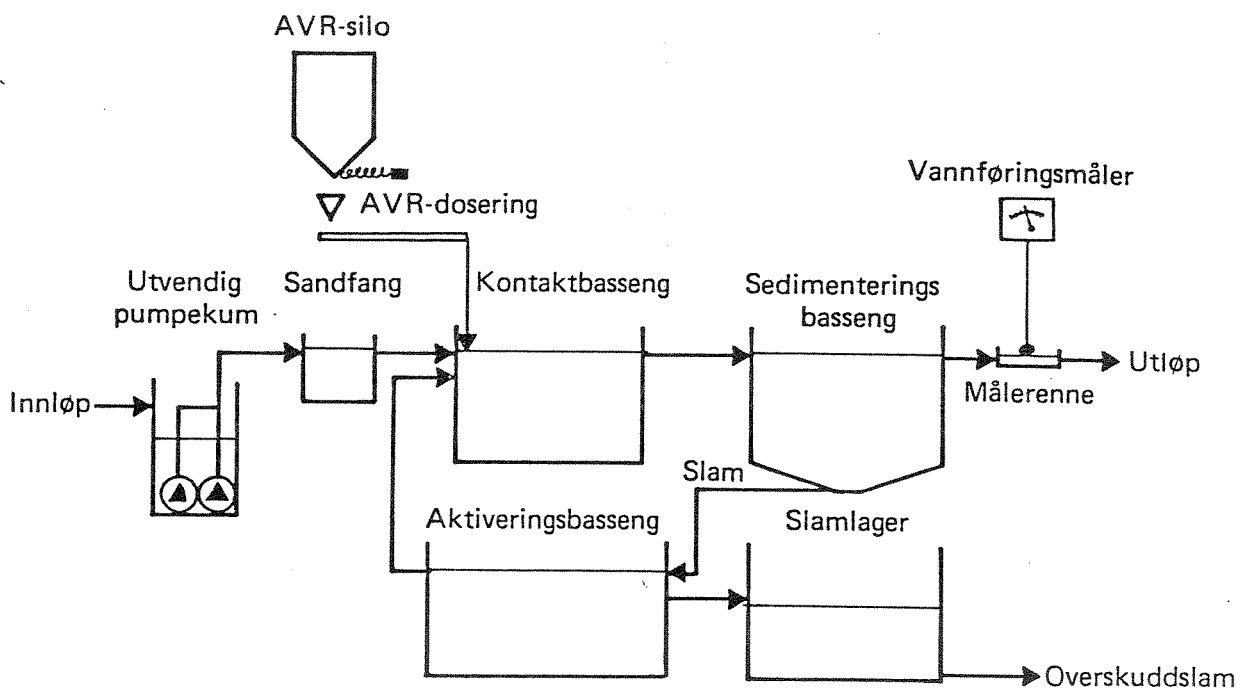 AVR-silo
AVR-dosering
Vannføringsmåler
Utvendig
pumpekum
Sandfang
Kontaktbasseng
Sedimenterings
basseng
Innløp
Utløp
Målerenne
Slam
Aktiveringsbasseng
Slamlager
Overskuddslam